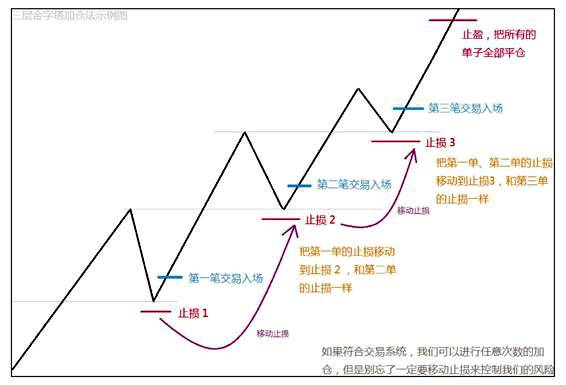 三层金字塔加仓法示例图
止盈，把所有的
单子全部平仓
第三笔交易入场
止损 3
把第一单、第二单的止损
移动到止损3，和第三单
的止损一样
第二笔交易入场
移动止损
止损 2
把第一单的止损移动
到止损 2 ，和第二单
的止损一样
第一笔交易入场
止损 1
移动止损
如果符合交易系统，我们可以进行任意次数的加
仓，但是别忘了一定要移动止损来控制我们的风险